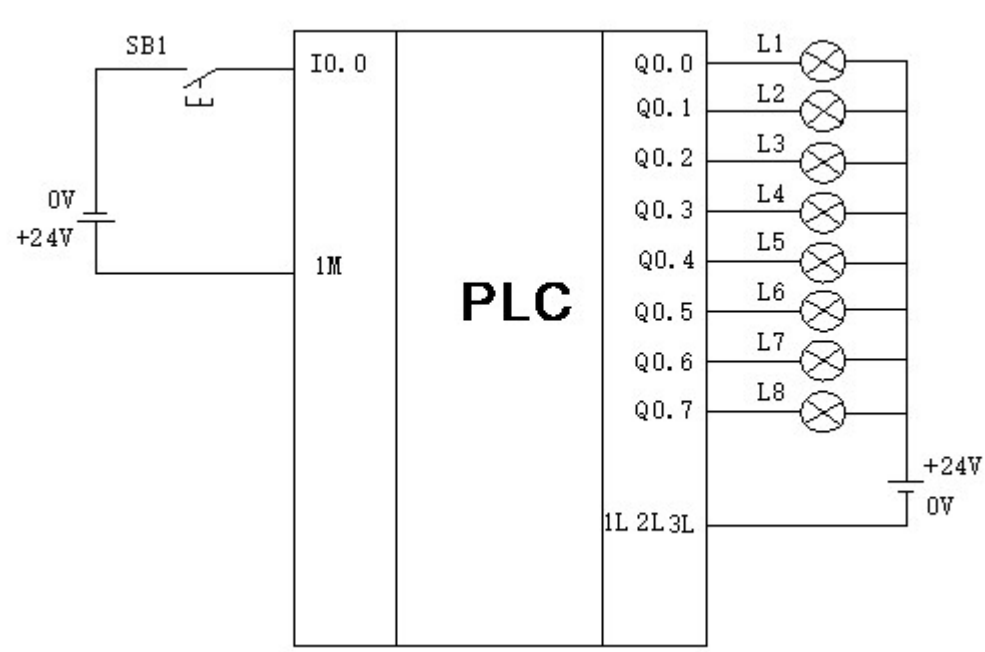 SB1
I0.0
0V
+24V
1M
PLC
Q0.0
Q0.1
Q0.2
Q0.3
Q0.4
Q0.5
Q0.6
Q0.7
1L 2L 3L
L1
L2
L3
L4
L5
L6
L7
L8
+24V
0V